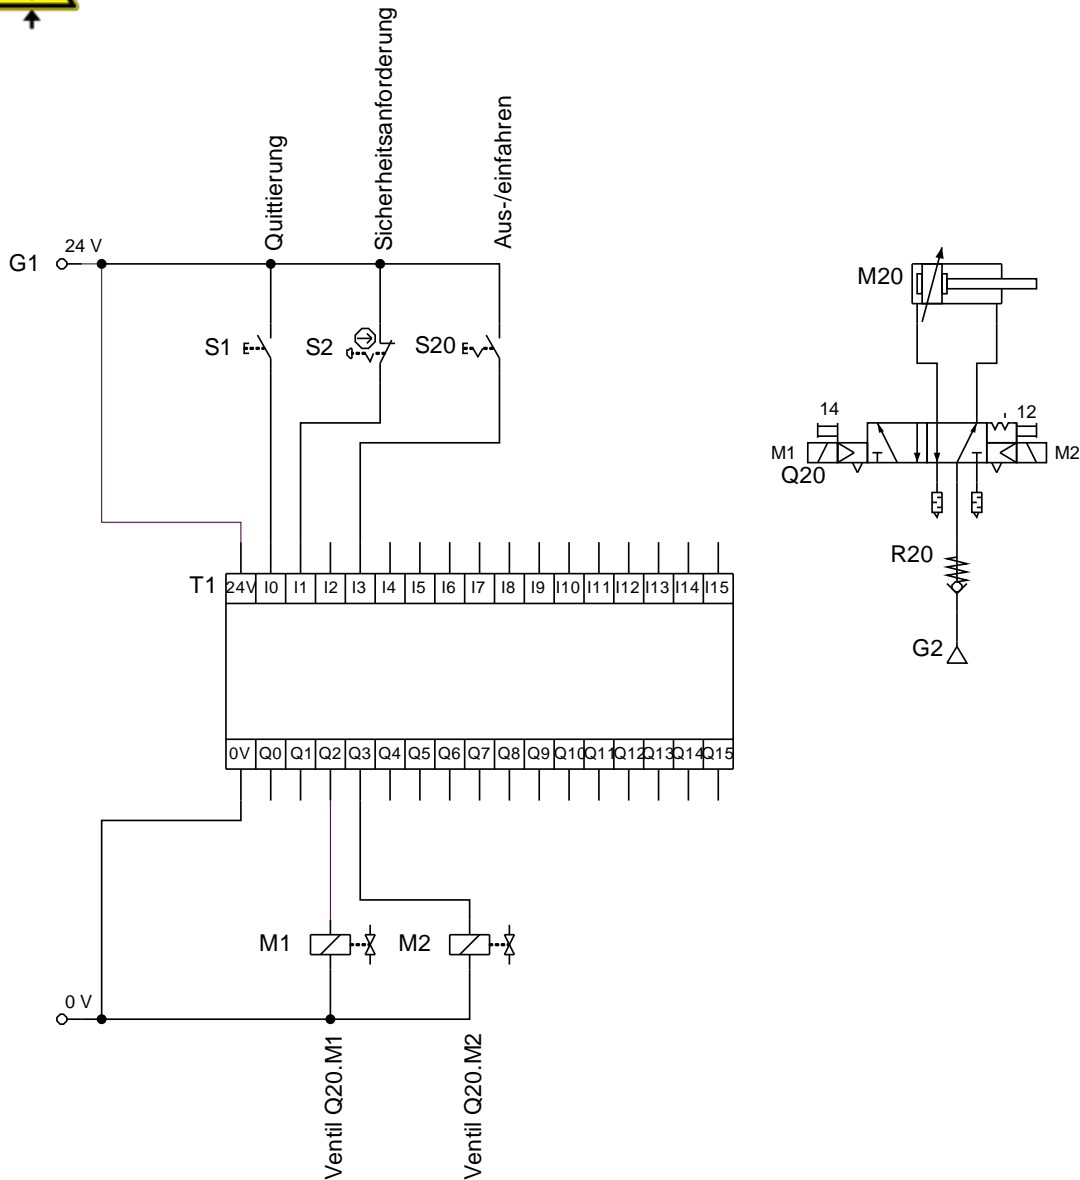 Quittierung
Sicherheitsanforderung
Aus-/einfahren
24 V
G1
S1
S2
S20
M20
14
12
M1
M2
Q20
R20
G2
T1
24V I0 I1 I2 I3 I4 I5 I6 I7 I8 I9 I10 I11 I12 I13 I14 I15
0V Q0 Q1 Q2 Q3 Q4 Q5 Q6 Q7 Q8 Q9 Q10 Q11 Q12 Q13 Q14 Q15
M1
M2
0 V
Ventil Q20.M1
Ventil Q20.M2